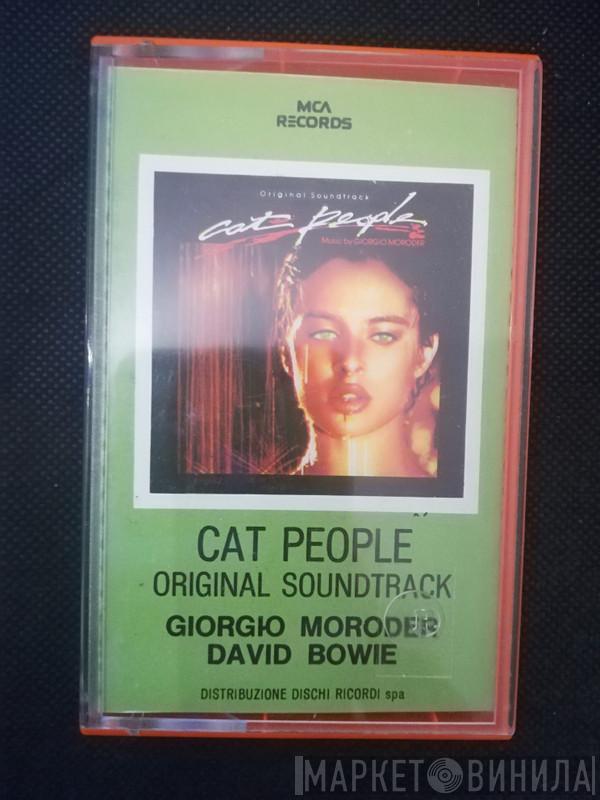 MCA
RECORDS
Original Soundtrack
cat people
Music by GIORGIO MORODER
CAT PEOPLE
ORIGINAL SOUNDTRACK
GIORGIO MORODER
DAVID BOWIE
DISTRIBUZIONE DISCHI RICORDI spa
МАРКЕТ ВИНИЛА